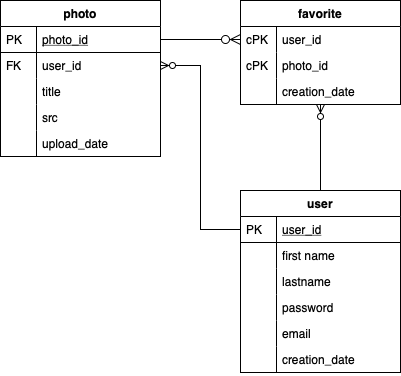 photo
PK photo_id
FK user_id
title
src
upload_date
favorite
cPK user_id
cPK photo_id
creation_date
user
PK user_id
first name
lastname
password
email
creation_date